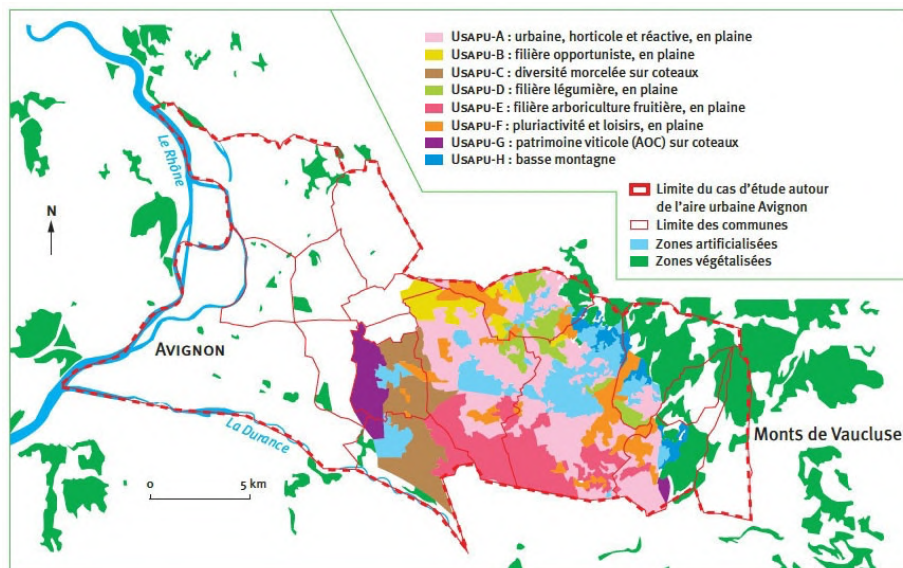 USAPU-A : urbaine, horticole et réactive, en plaine
USAPU-B : filière opportuniste, en plaine
USAPU-C : diversité morcelée sur coteaux
USAPU-D : filière légumière, en plaine
USAPU-E : filière arboriculture fruitière, en plaine
USAPU-F : pluriactivité et loisirs, en plaine
USAPU-G : patrimoine viticole (AOC) sur coteaux
USAPU-H : basse montagne
Limite du cas d'étude autour
de l'aire urbaine Avignon
Limite des communes
Zones artificialisées
Zones végétalisées
Le Rhône
N
AVIGNON
La Durance
Monts de Vaucluse
0 5 km